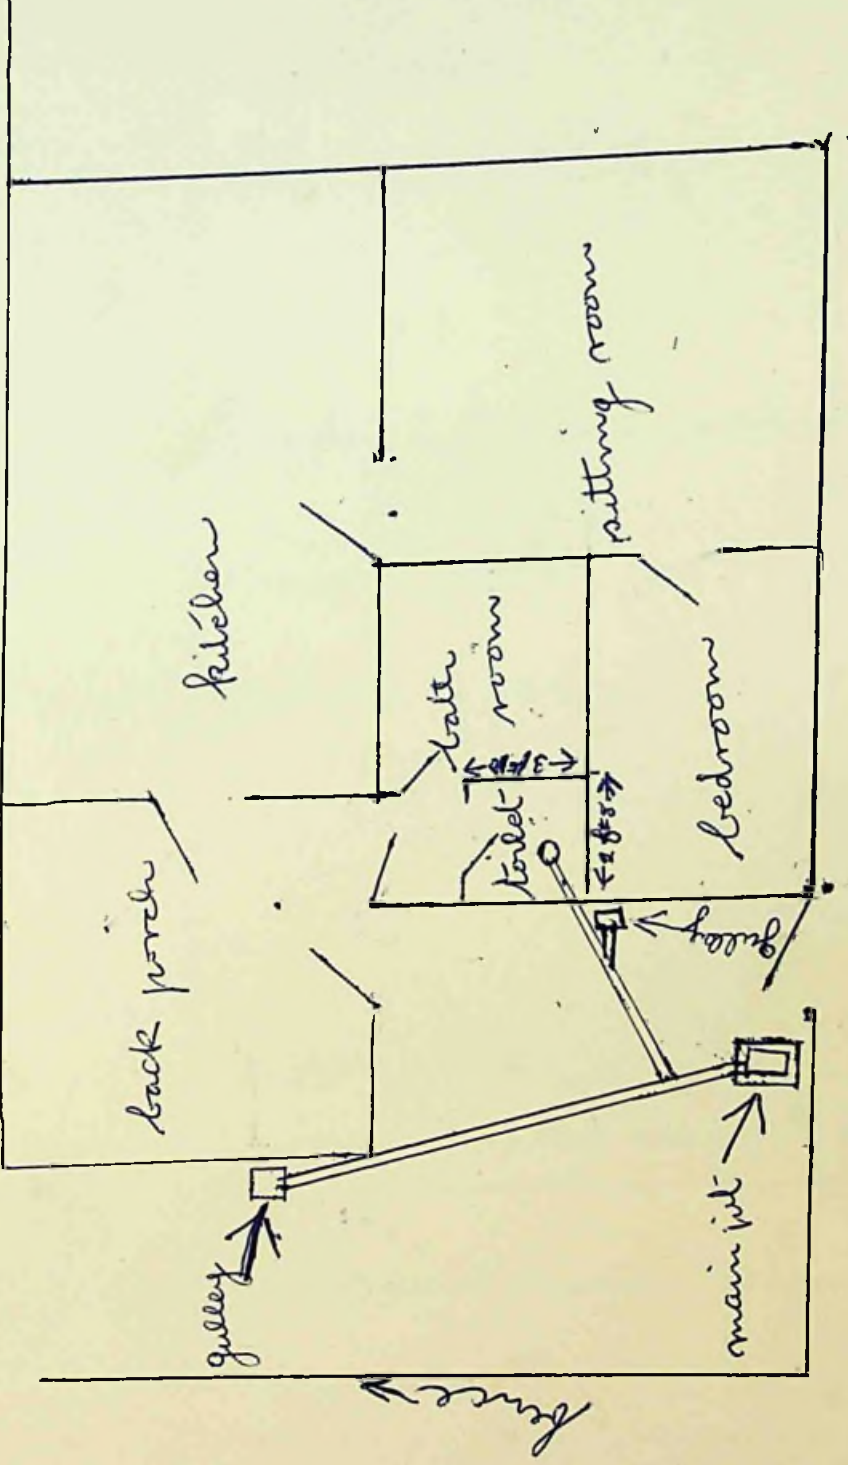 kitchen
sitting room
bath
room
back porch
toilet
bedroom
gulley
gulley
main pit
fence